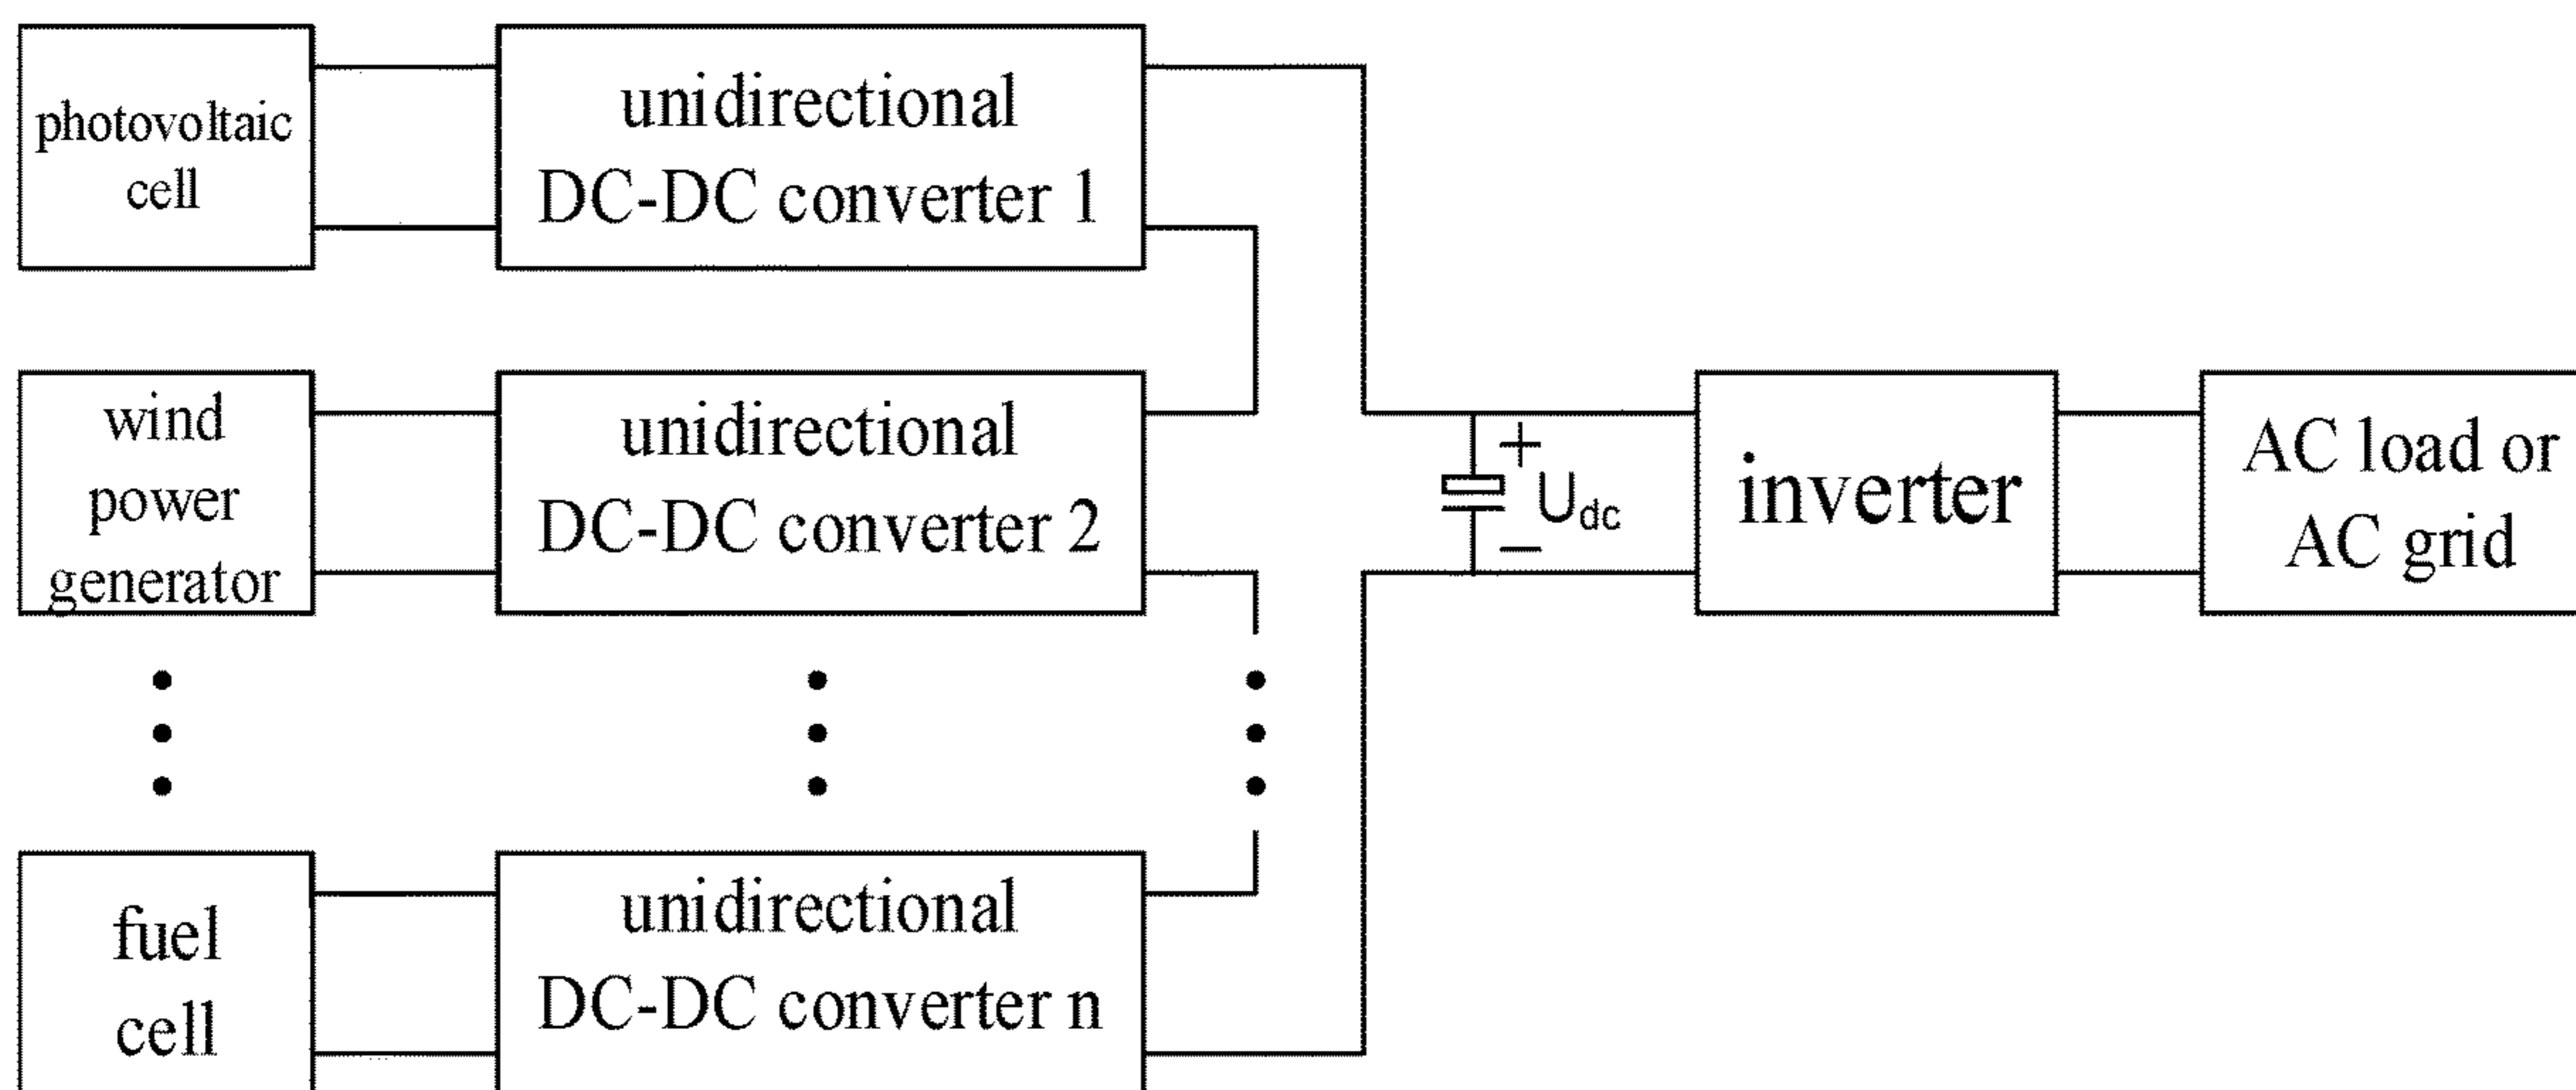 photovoltaic
cell
unidirectional
DC-DC converter 1
wind
power
generator
unidirectional
DC-DC converter 2
+
U_dc
−
inverter
AC load or
AC grid
fuel
cell
unidirectional
DC-DC converter n